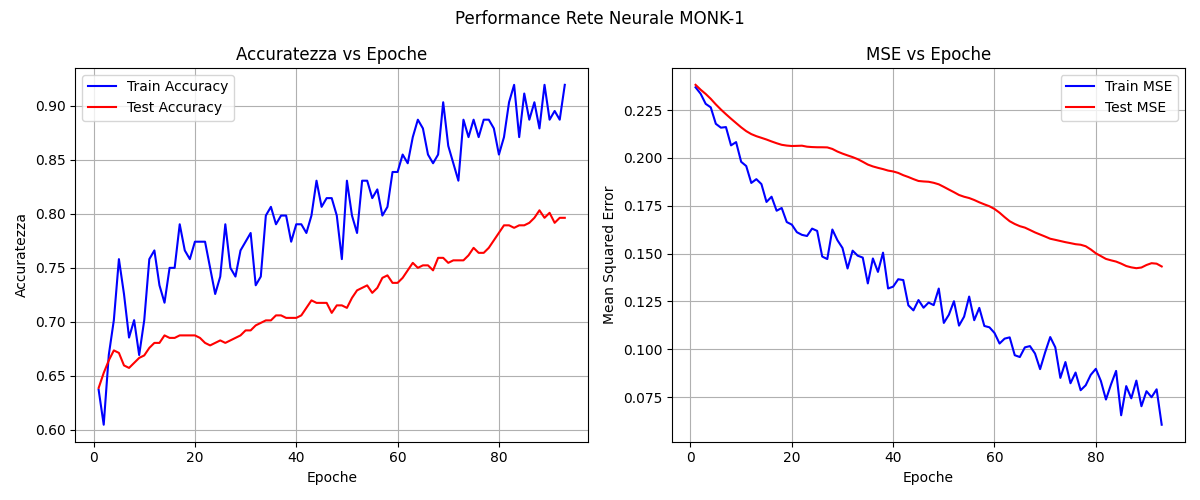 Performance Rete Neurale MONK-1
Accuratezza vs Epoche
Train Accuracy
Test Accuracy
0.90
0.85
0.80
0.75
0.70
0.65
0.60
Accuratezza
0
20
40
60
80
Epoche
MSE vs Epoche
Train MSE
Test MSE
0.225
0.200
0.175
0.150
0.125
0.100
0.075
Mean Squared Error
0
20
40
60
80
Epoche